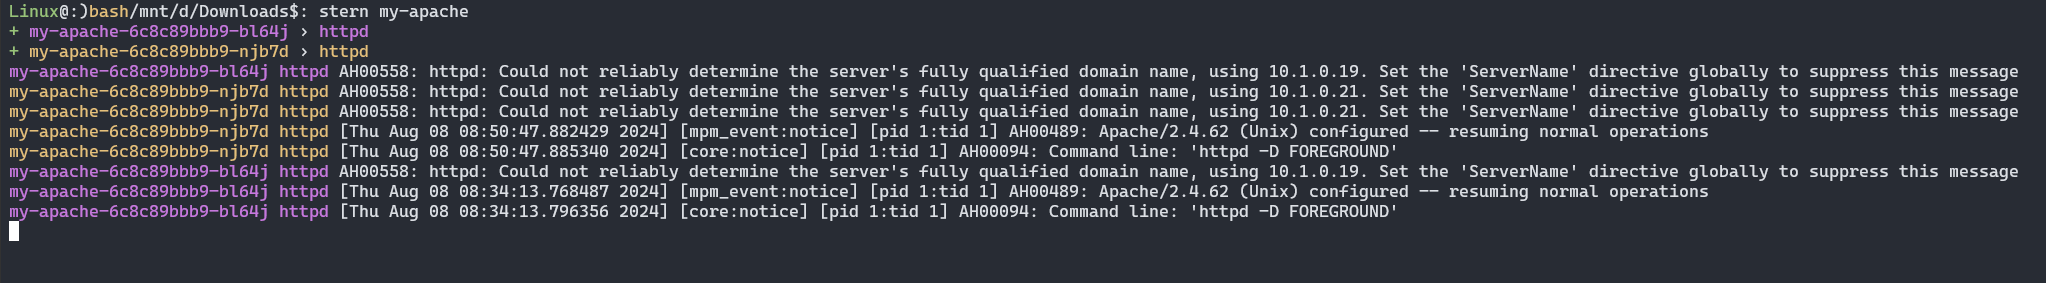 Linux@:)bash/mnt/d/Downloads$: stern my-apache
+ my-apache-6c8c89bbb9-bl64j › httpd
+ my-apache-6c8c89bbb9-njb7d › httpd
my-apache-6c8c89bbb9-bl64j httpd AH00558: httpd: Could not reliably determine the server's fully qualified domain name, using 10.1.0.19. Set the 'ServerName' directive globally to suppress this message
my-apache-6c8c89bbb9-njb7d httpd AH00558: httpd: Could not reliably determine the server's fully qualified domain name, using 10.1.0.21. Set the 'ServerName' directive globally to suppress this message
my-apache-6c8c89bbb9-njb7d httpd AH00558: httpd: Could not reliably determine the server's fully qualified domain name, using 10.1.0.21. Set the 'ServerName' directive globally to suppress this message
my-apache-6c8c89bbb9-njb7d httpd [Thu Aug 08 08:50:47.882429 2024] [mpm_event:notice] [pid 1:tid 1] AH00489: Apache/2.4.62 (Unix) configured -- resuming normal operations
my-apache-6c8c89bbb9-njb7d httpd [Thu Aug 08 08:50:47.885340 2024] [core:notice] [pid 1:tid 1] AH00094: Command line: 'httpd -D FOREGROUND'
my-apache-6c8c89bbb9-bl64j httpd AH00558: httpd: Could not reliably determine the server's fully qualified domain name, using 10.1.0.19. Set the 'ServerName' directive globally to suppress this message
my-apache-6c8c89bbb9-bl64j httpd [Thu Aug 08 08:34:13.768487 2024] [mpm_event:notice] [pid 1:tid 1] AH00489: Apache/2.4.62 (Unix) configured -- resuming normal operations
my-apache-6c8c89bbb9-bl64j httpd [Thu Aug 08 08:34:13.796356 2024] [core:notice] [pid 1:tid 1] AH00094: Command line: 'httpd -D FOREGROUND'